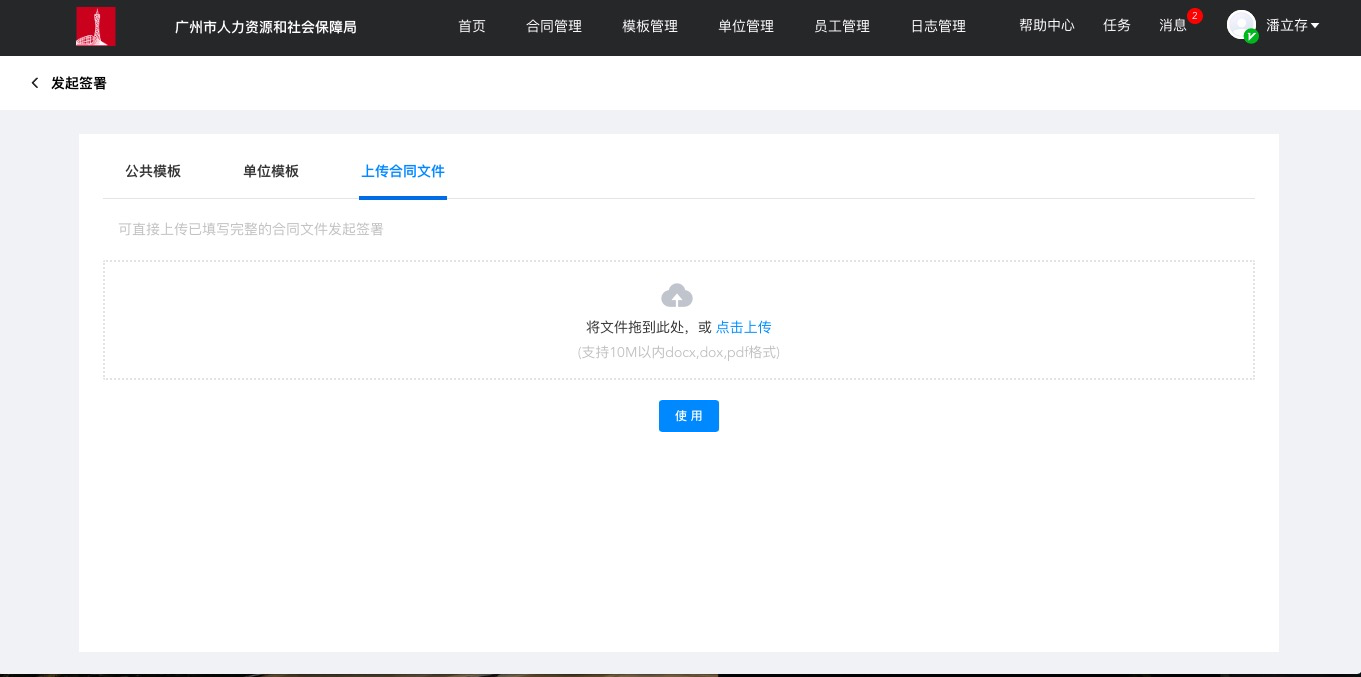 广州市人力资源和社会保障局
首页 合同管理 模板管理 单位管理 员工管理 日志管理 帮助中心 任务 消息 2 潘立存
发起签署
公共模板 单位模板 上传合同文件
可直接上传已填写完整的合同文件发起签署
将文件拖到此处，或 点击上传
(支持10M以内docx,dox,pdf格式)
使 用